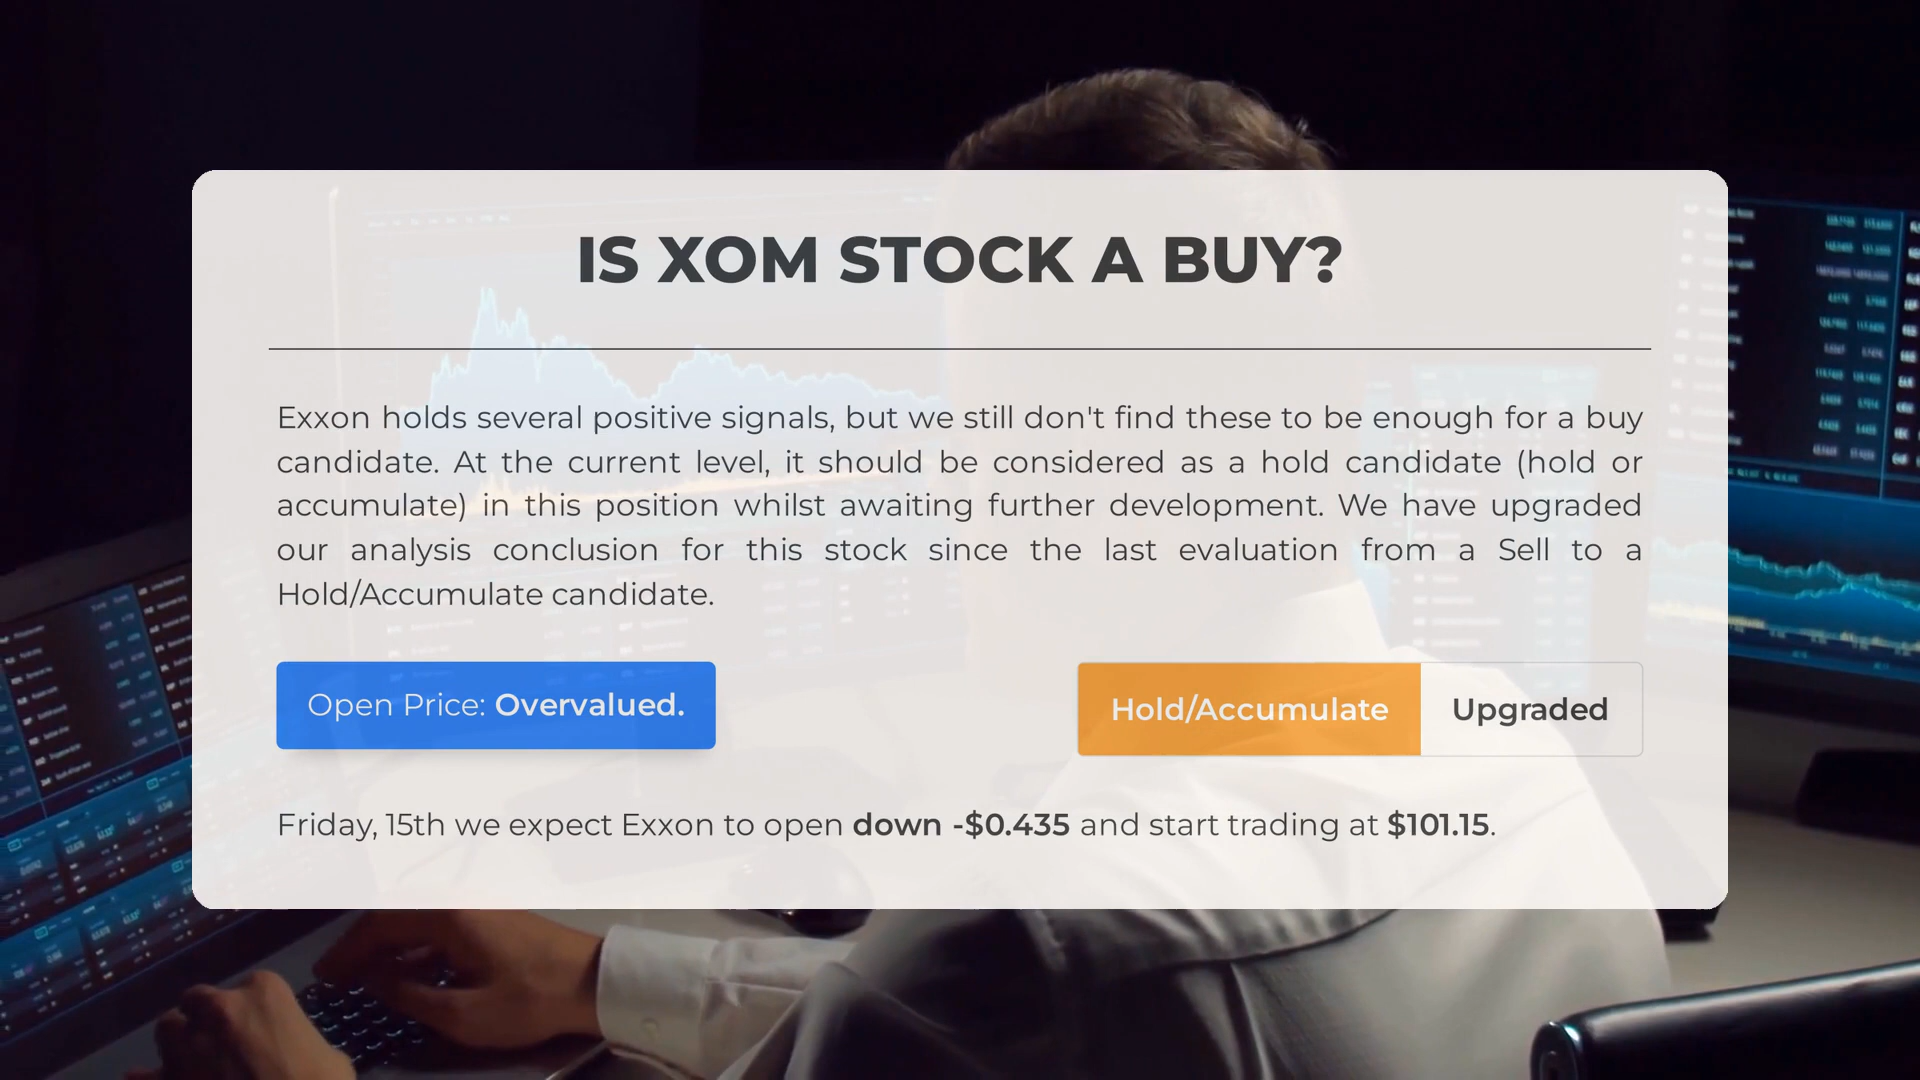 IS XOM STOCK A BUY?
Exxon holds several positive signals, but we still don't find these to be enough for a buy
candidate. At the current level, it should be considered as a hold candidate (hold or
accumulate) in this position whilst awaiting further development. We have upgraded
our analysis conclusion for this stock since the last evaluation from a Sell to a
Hold/Accumulate candidate.
Open Price: Overvalued.
Hold/Accumulate Upgraded
Friday, 15th we expect Exxon to open down -$0.435 and start trading at $101.15.